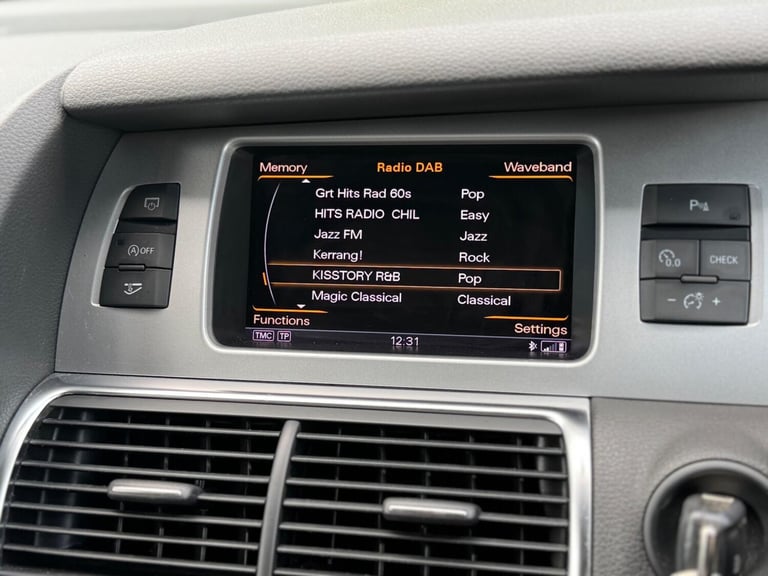 Memory Radio DAB Waveband
Grt Hits Rad 60s Pop
HITS RADIO CHIL Easy
Jazz FM Jazz
Kerrang! Rock
KISSTORY R&B Pop
Magic Classical Classical
Functions Settings
TMC TP 12:31
A OFF
P
0.0 CHECK
- +